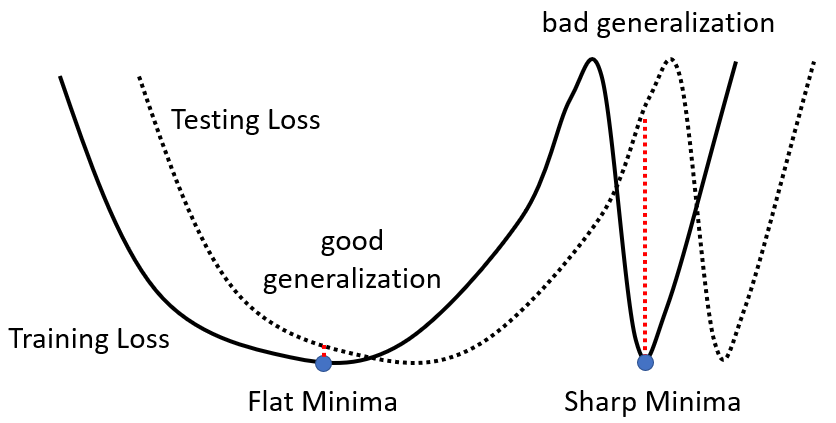 bad generalization
Testing Loss
good
generalization
Training Loss
Flat Minima
Sharp Minima